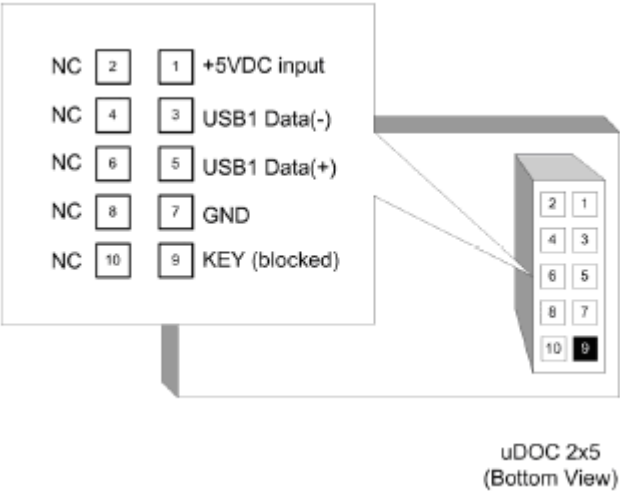 NC 2 1 +5VDC input
NC 4 3 USB1 Data(-)
NC 6 5 USB1 Data(+)
NC 8 7 GND
NC 10 9 KEY (blocked)
2 1
4 3
6 5
8 7
10 9
uDOC 2x5
(Bottom View)